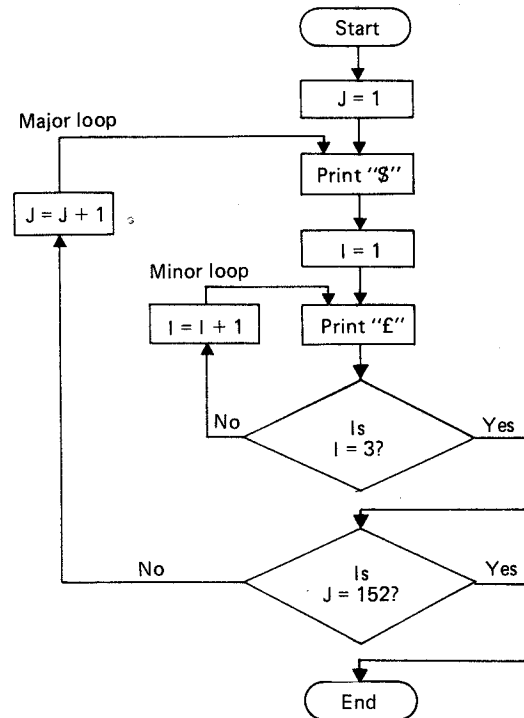 Start
J = 1
Major loop
Print "$"
J = J + 1
I = 1
Minor loop
I = I + 1
Print "£"
Is
I = 3?
No
Yes
Is
J = 152?
No
Yes
End